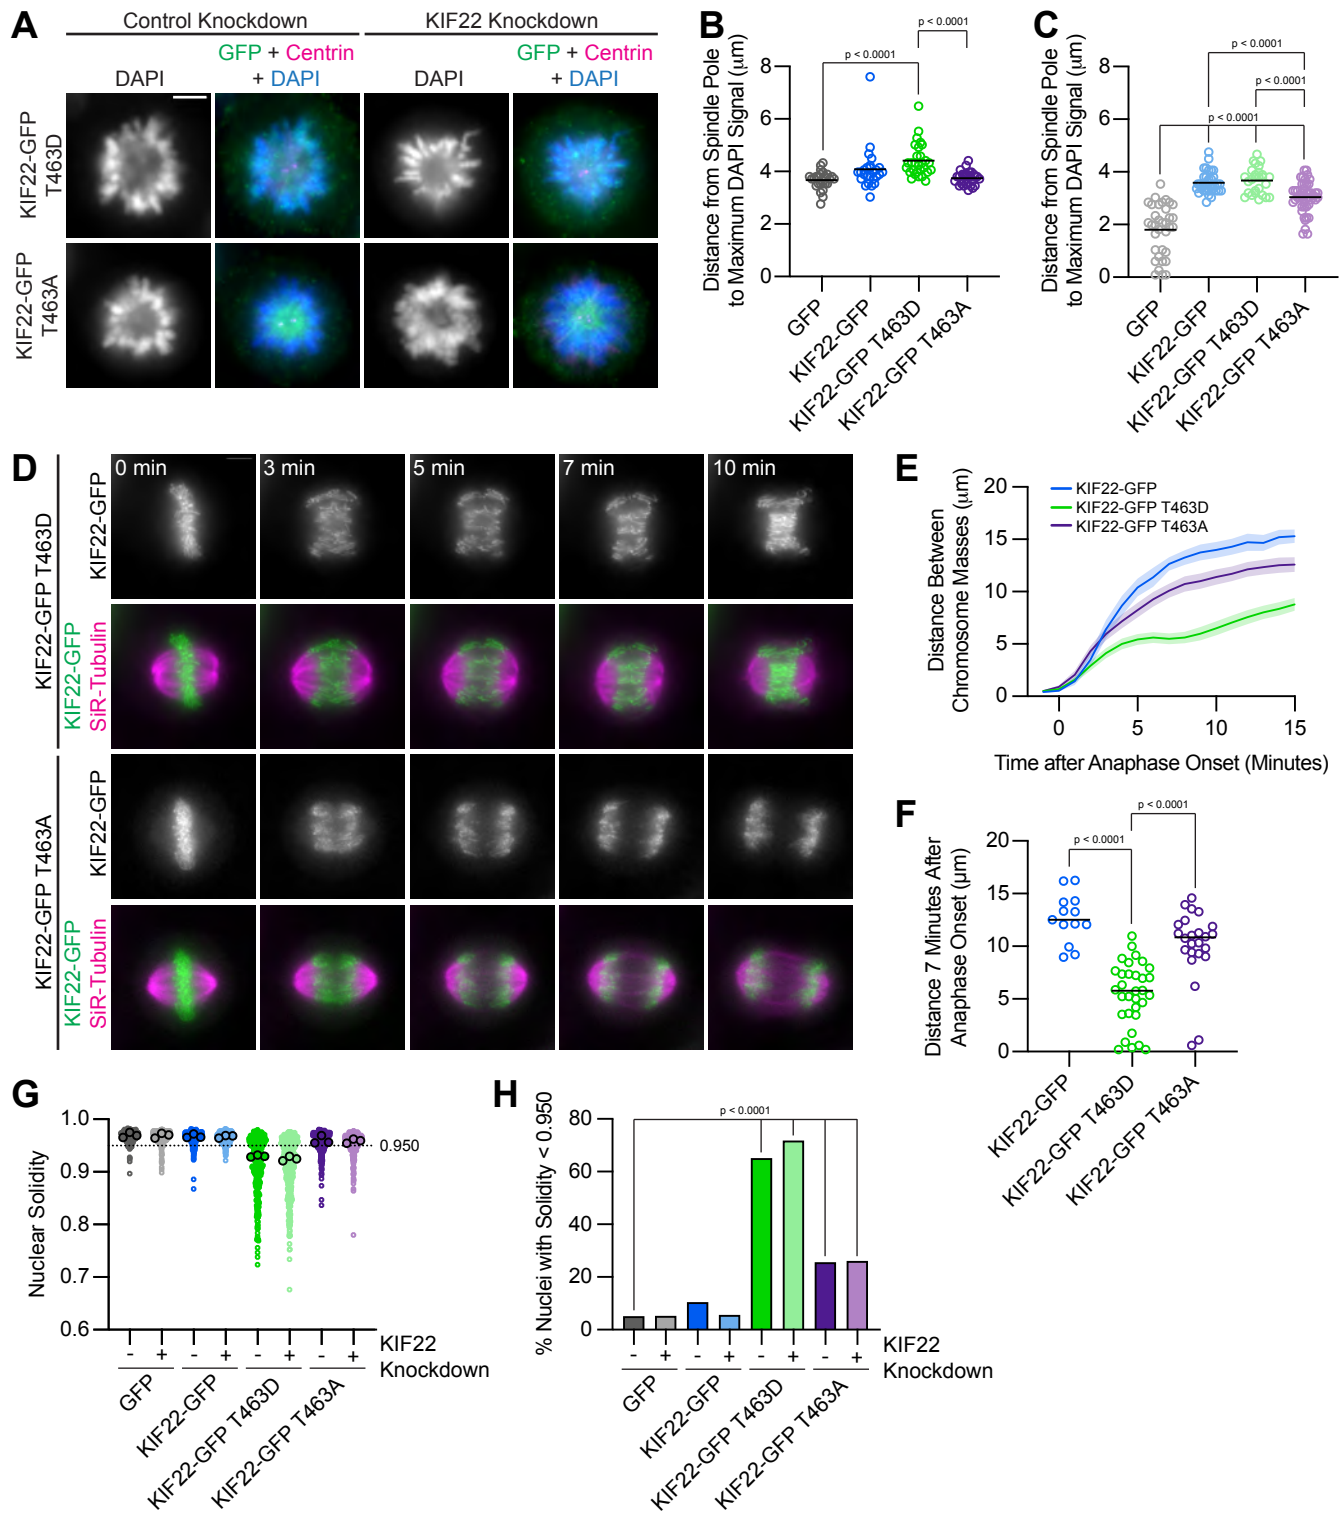 A
Control Knockdown
KIF22 Knockdown
DAPI
GFP + Centrin
+ DAPI
DAPI
GFP + Centrin
+ DAPI
KIF22-GFP
T463D
KIF22-GFP
T463A
B
Distance from Spindle Pole
to Maximum DAPI Signal (μm)
p < 0.0001
p < 0.0001
8
6
4
2
0
GFP
KIF22-GFP
KIF22-GFP T463D
KIF22-GFP T463A
C
Distance from Spindle Pole
to Maximum DAPI Signal (μm)
p < 0.0001
p < 0.0001
p < 0.0001
8
6
4
2
0
GFP
KIF22-GFP
KIF22-GFP T463D
KIF22-GFP T463A
D
0 min
3 min
5 min
7 min
10 min
KIF22-GFP T463D
KIF22-GFP
KIF22-GFP
SiR-Tubulin
KIF22-GFP T463A
KIF22-GFP
KIF22-GFP
SiR-Tubulin
E
Distance Between
Chromosome Masses (μm)
20
15
10
5
0
KIF22-GFP
KIF22-GFP T463D
KIF22-GFP T463A
0
5
10
15
Time after Anaphase Onset (Minutes)
F
Distance 7 Minutes After
Anaphase Onset (μm)
p < 0.0001
p < 0.0001
20
15
10
5
0
KIF22-GFP
KIF22-GFP T463D
KIF22-GFP T463A
G
Nuclear Solidity
1.0
0.9
0.8
0.7
0.6
0.950
- + - + - + - +
KIF22
Knockdown
GFP
KIF22-GFP
KIF22-GFP T463D
KIF22-GFP T463A
H
% Nuclei with Solidity < 0.950
p < 0.0001
80
60
40
20
0
- + - + - + - +
KIF22
Knockdown
GFP
KIF22-GFP
KIF22-GFP T463D
KIF22-GFP T463A